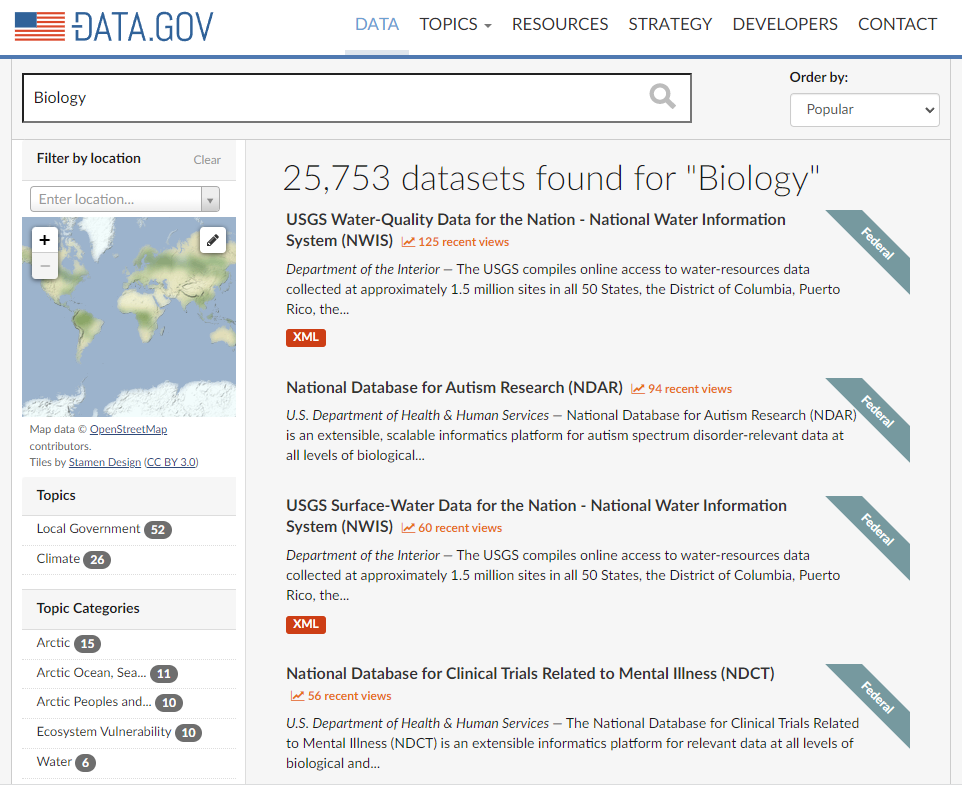 DATA.GOV
DATA TOPICS RESOURCES STRATEGY DEVELOPERS CONTACT
Biology
Order by:
Popular
Filter by location Clear
Enter location...
+
−
Map data © OpenStreetMap
contributors.
Tiles by Stamen Design (CC BY 3.0)
Topics
Local Government 52
Climate 26
Topic Categories
Arctic 15
Arctic Ocean, Sea... 11
Arctic Peoples and... 10
Ecosystem Vulnerability 10
Water 6
25,753 datasets found for "Biology"
USGS Water-Quality Data for the Nation - National Water Information
System (NWIS) 125 recent views
Federal
Department of the Interior — The USGS compiles online access to water-resources data
collected at approximately 1.5 million sites in all 50 States, the District of Columbia, Puerto
Rico, the...
XML
National Database for Autism Research (NDAR) 94 recent views
Federal
U.S. Department of Health & Human Services — National Database for Autism Research (NDAR)
is an extensible, scalable informatics platform for autism spectrum disorder-relevant data at
all levels of biological...
USGS Surface-Water Data for the Nation - National Water Information
System (NWIS) 60 recent views
Federal
Department of the Interior — The USGS compiles online access to water-resources data
collected at approximately 1.5 million sites in all 50 States, the District of Columbia, Puerto
Rico, the...
XML
National Database for Clinical Trials Related to Mental Illness (NDCT)
56 recent views
Federal
U.S. Department of Health & Human Services — The National Database for Clinical Trials Related
to Mental Illness (NDCT) is an extensible informatics platform for relevant data at all levels of
biological and...